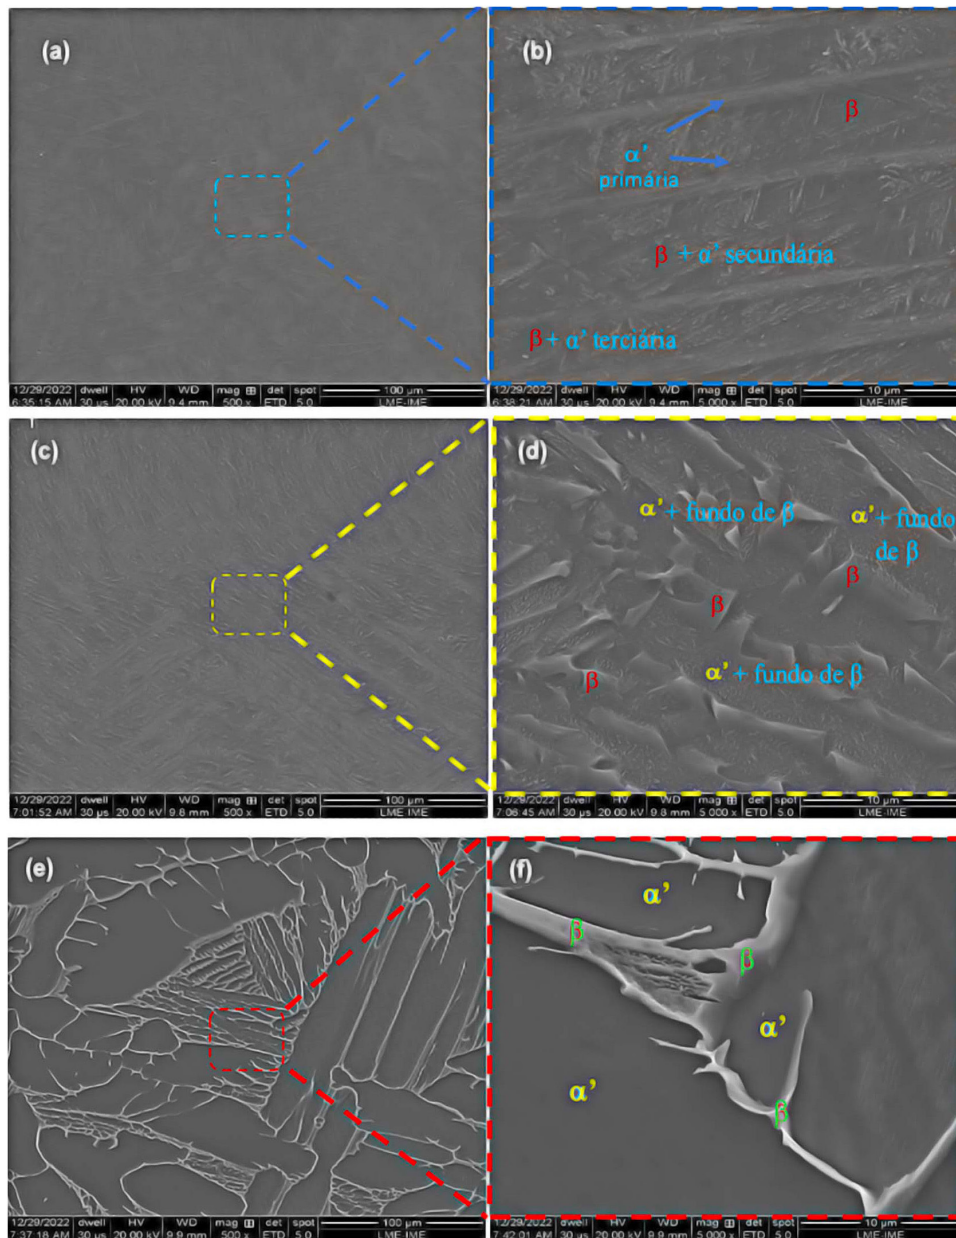 (a)
(b)
β
α'
primária
β + α' secundária
β + α' terciária
12/29/2022 dwell HV WD mag ⊞ det spot 100 µm
6:35:15 AM 30 µs 20.00 kV 9.4 mm 500 x ETD 5.0 LME-IME
12/29/2022 dwell HV WD mag ⊞ det spot 10 µm
6:38:21 AM 30 µs 20.00 kV 9.4 mm 5 000 x ETD 5.0 LME-IME
(c)
(d)
α' + fundo de β
α' + fundo
de β
β
β
α' + fundo de β
β
12/29/2022 dwell HV WD mag ⊞ det spot 100 µm
7:01:52 AM 30 µs 20.00 kV 9.8 mm 500 x ETD 5.0 LME-IME
12/29/2022 dwell HV WD mag ⊞ det spot 10 µm
7:06:45 AM 30 µs 20.00 kV 9.8 mm 5 000 x ETD 5.0 LME-IME
(e)
(f)
α'
β
β
α'
α'
β
12/29/2022 dwell HV WD mag ⊞ det spot 100 µm
7:37:18 AM 30 µs 20.00 kV 9.9 mm 500 x ETD 5.0 LME-IME
12/29/2022 dwell HV WD mag ⊞ det spot 10 µm
7:42:01 AM 30 µs 20.00 kV 9.9 mm 5 000 x ETD 5.0 LME-IME